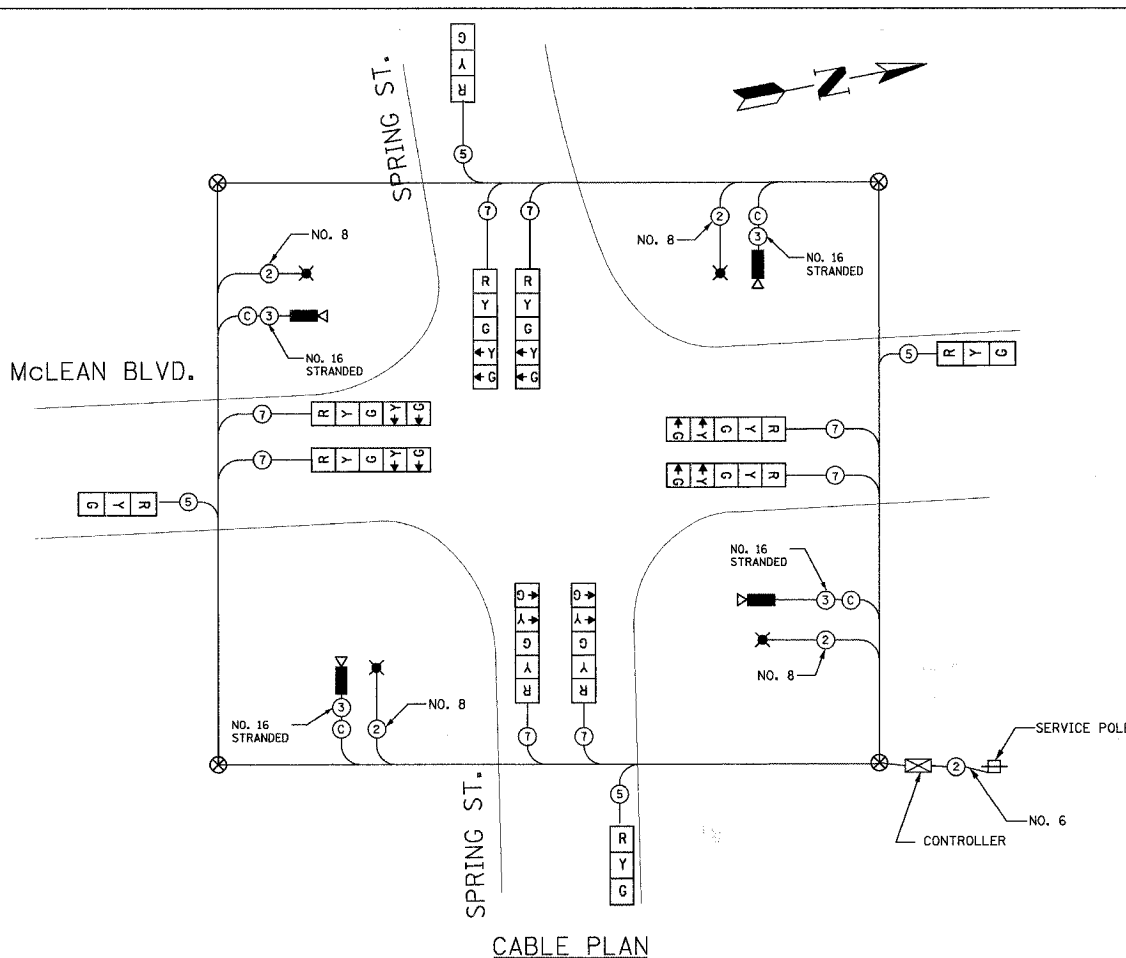 G Y R
SPRING ST.
N
5
7
7
NO. 8
2
C
3
NO. 16
STRANDED
NO. 8
2
C
3
NO. 16
STRANDED
R Y G Y G
R Y G Y G
McLEAN BLVD.
5
R Y G
7
R Y G Y G
7
R Y G Y G
G Y G Y R
7
G Y G Y R
7
G Y R
5
NO. 16
STRANDED
3
C
2
NO. 8
G Y G Y R
G Y G Y R
NO. 16
STRANDED
3
C
2
NO. 8
7
7
SPRING ST.
5
R Y G
2
SERVICE POLE
NO. 6
CONTROLLER
CABLE PLAN